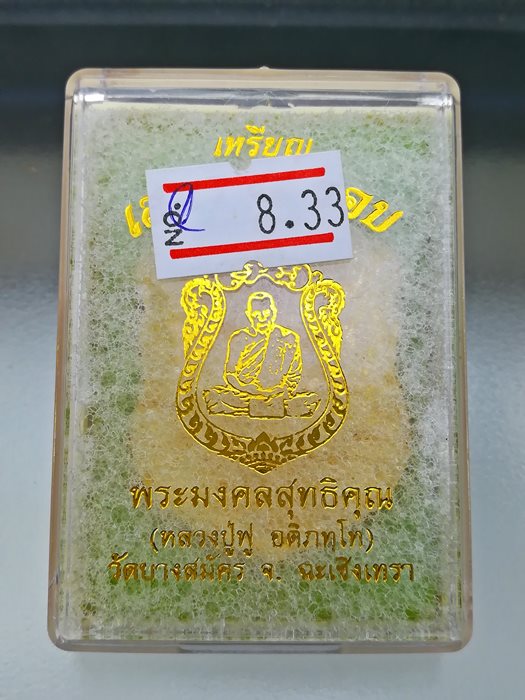 เหรียญ
No. 8.33
พระมงคลสุทธิคุณ
(หลวงปู่ฟู อติภทฺโท)
วัดบางสมัคร จ. ฉะเชิงเทรา